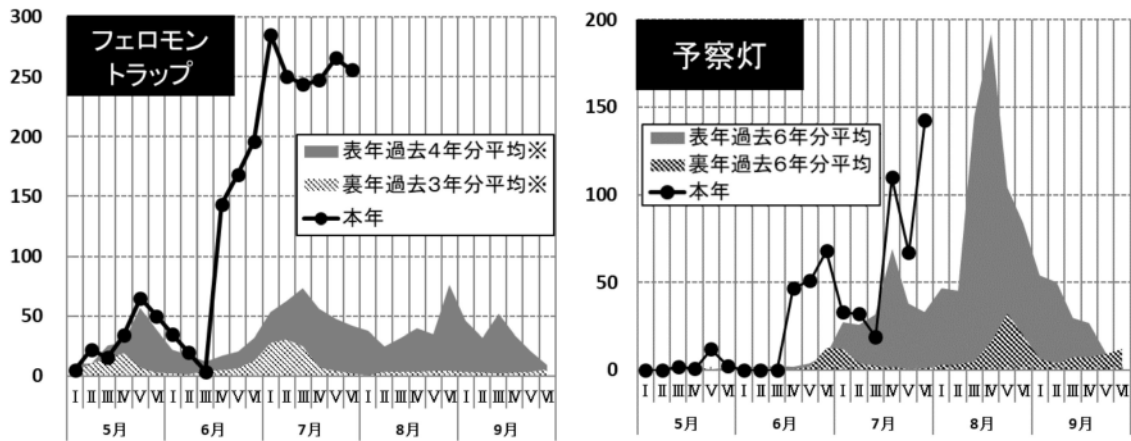 フェロモン
トラップ
300
250
200
150
100
50
0
表年過去4年分平均※
裏年過去3年分平均※
本年
Ⅰ Ⅱ Ⅲ Ⅳ Ⅴ Ⅵ Ⅰ Ⅱ Ⅲ Ⅳ Ⅴ Ⅵ Ⅰ Ⅱ Ⅲ Ⅳ Ⅴ Ⅵ Ⅰ Ⅱ Ⅲ Ⅳ Ⅴ Ⅵ Ⅰ Ⅱ Ⅲ Ⅳ Ⅴ Ⅵ
5月 6月 7月 8月 9月
予察灯
200
150
100
50
0
表年過去6年分平均
裏年過去6年分平均
本年
Ⅰ Ⅱ Ⅲ Ⅳ Ⅴ Ⅵ Ⅰ Ⅱ Ⅲ Ⅳ Ⅴ Ⅵ Ⅰ Ⅱ Ⅲ Ⅳ Ⅴ Ⅵ Ⅰ Ⅱ Ⅲ Ⅳ Ⅴ Ⅵ Ⅰ Ⅱ Ⅲ Ⅳ Ⅴ Ⅵ
5月 6月 7月 8月 9月